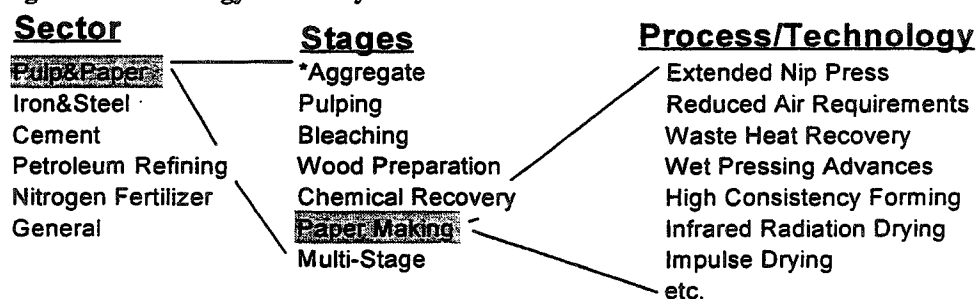 Sector
Pulp&Paper
Iron&Steel
Cement
Petroleum Refining
Nitrogen Fertilizer
General
Stages
*Aggregate
Pulping
Bleaching
Wood Preparation
Chemical Recovery
Paper Making
Multi-Stage
Process/Technology
Extended Nip Press
Reduced Air Requirements
Waste Heat Recovery
Wet Pressing Advances
High Consistency Forming
Infrared Radiation Drying
Impulse Drying
etc.